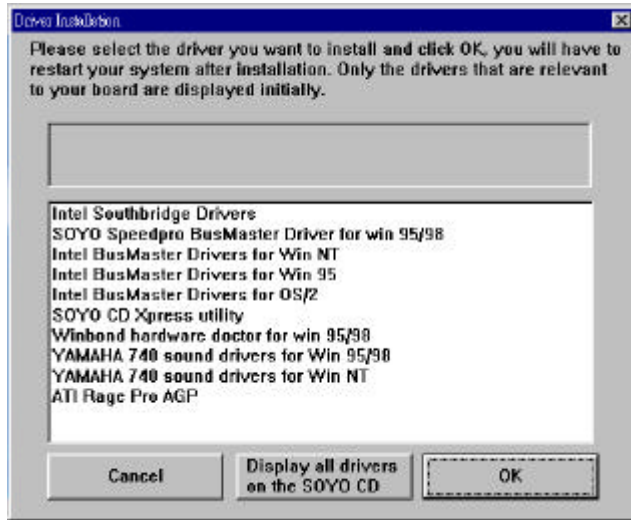 Driver Installation
Please select the driver you want to install and click OK, you will have to
restart your system after installation. Only the drivers that are relevant
to your board are displayed initially.
Intel Southbridge Drivers
SOYO Speedpro BusMaster Driver for win 95/98
Intel BusMaster Drivers for Win NT
Intel BusMaster Drivers for Win 95
Intel BusMaster Drivers for OS/2
SOYO CD Xpress utility
Winbond hardware doctor for win 95/98
YAMAHA 740 sound drivers for Win 95/98
YAMAHA 740 sound drivers for Win NT
ATI Rage Pro AGP
Cancel
Display all drivers
on the SOYO CD
OK